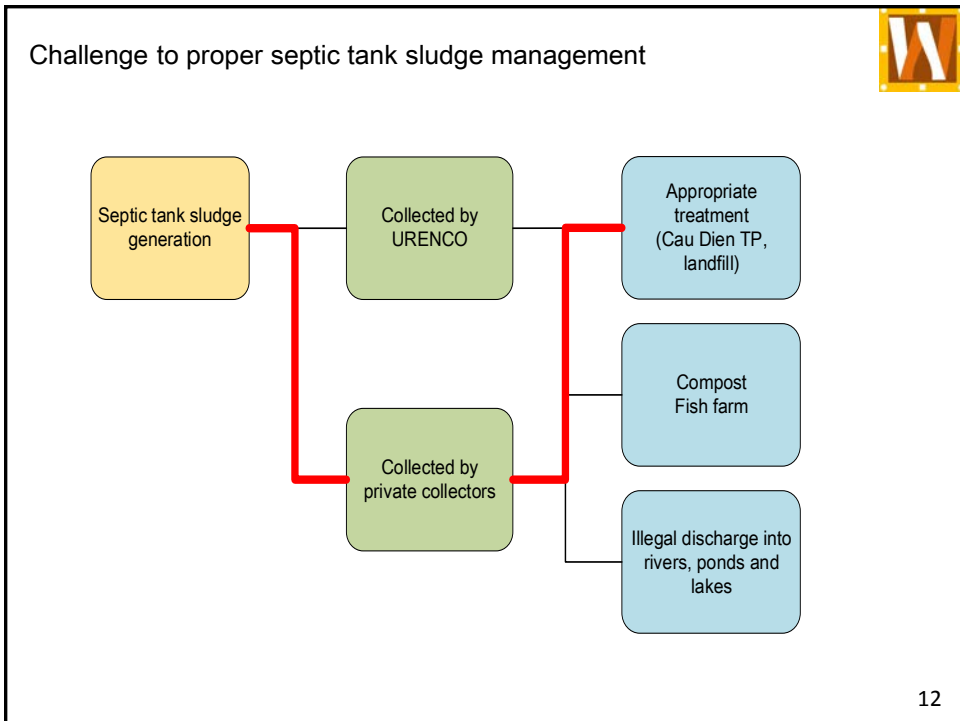 Challenge to proper septic tank sludge management
Septic tank sludge
generation
Collected by
URENCO
Appropriate
treatment
(Cau Dien TP,
landfill)
Compost
Fish farm
Collected by
private collectors
Illegal discharge into
rivers, ponds and
lakes
12